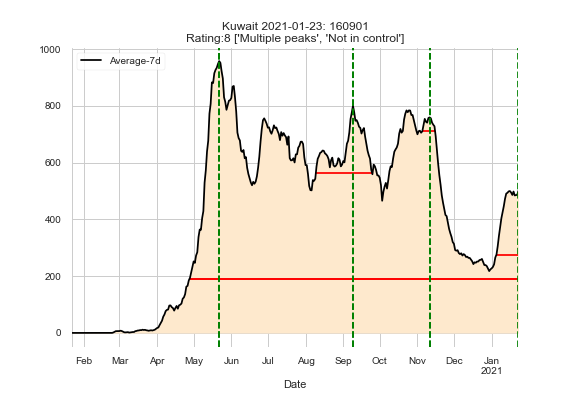 Kuwait 2021-01-23: 160901
Rating:8 ['Multiple peaks', 'Not in control']
1000
Average-7d
800
600
400
200
0
Feb Mar Apr May Jun Jul Aug Sep Oct Nov Dec Jan
2021
Date